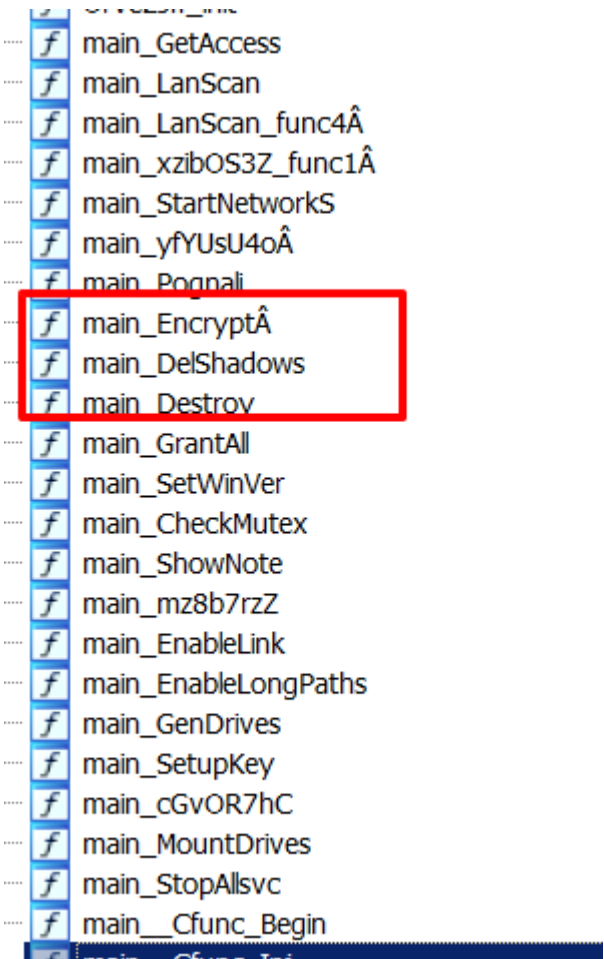 main_GetAccess
main_LanScan
main_LanScan_func4Â
main_xzibOS3Z_func1Â
main_StartNetworkS
main_yfYUsU4oÂ
main_Pognali
main_EncryptÂ
main_DelShadows
main_Destroy
main_GrantAll
main_SetWinVer
main_CheckMutex
main_ShowNote
main_mz8b7rzZ
main_EnableLink
main_EnableLongPaths
main_GenDrives
main_SetupKey
main_cGvOR7hC
main_MountDrives
main_StopAllsvc
main__Cfunc_Begin